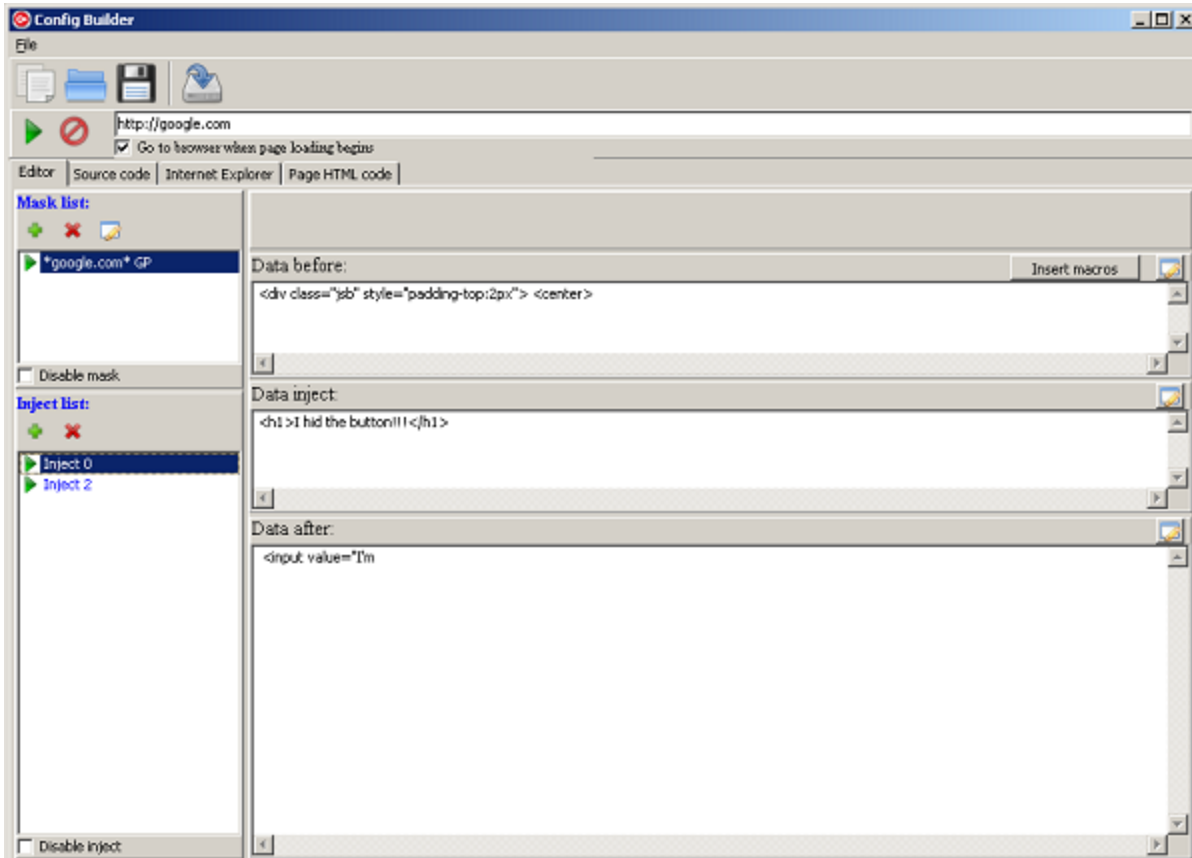 Config Builder
File
http://google.com
Go to browser when page loading begins
Editor Source code Internet Explorer Page HTML code
Mask list:
*google.com* GP
Disable mask
Inject list:
Inject 0
Inject 2
Disable inject
Data before:
Insert macros
<div class="jsb" style="padding-top:2px"> <center>
Data inject:
<h1>I hid the button!!!</h1>
Data after:
<input value="I'm